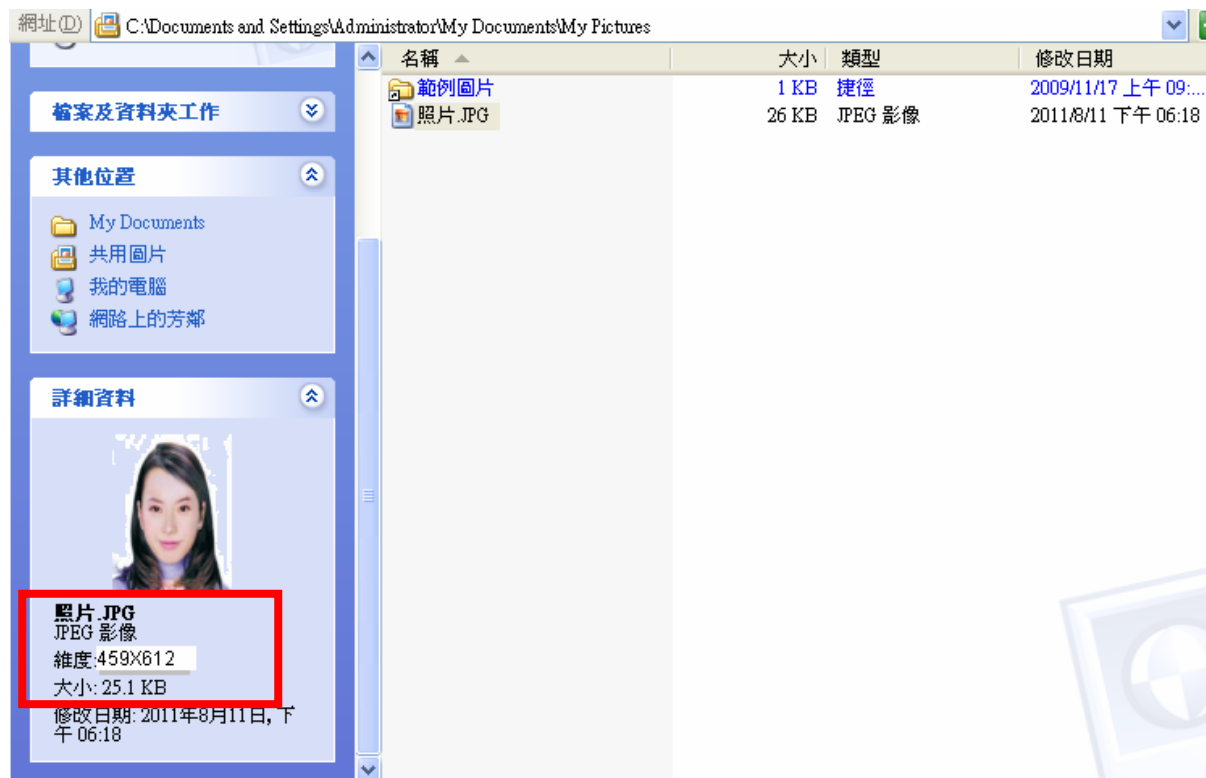 網址(D) C:\Documents and Settings\Administrator\My Documents\My Pictures
名稱 大小 類型 修改日期
範例圖片 1 KB 捷徑 2009/11/17 上午 09:...
照片.JPG 26 KB JPEG 影像 2011/8/11 下午 06:18
檔案及資料夾工作
其他位置
My Documents
共用圖片
我的電腦
網路上的芳鄰
詳細資料
照片.JPG
JPEG 影像
維度:459X612
大小: 25.1 KB
修改日期: 2011年8月11日, 下
午 06:18